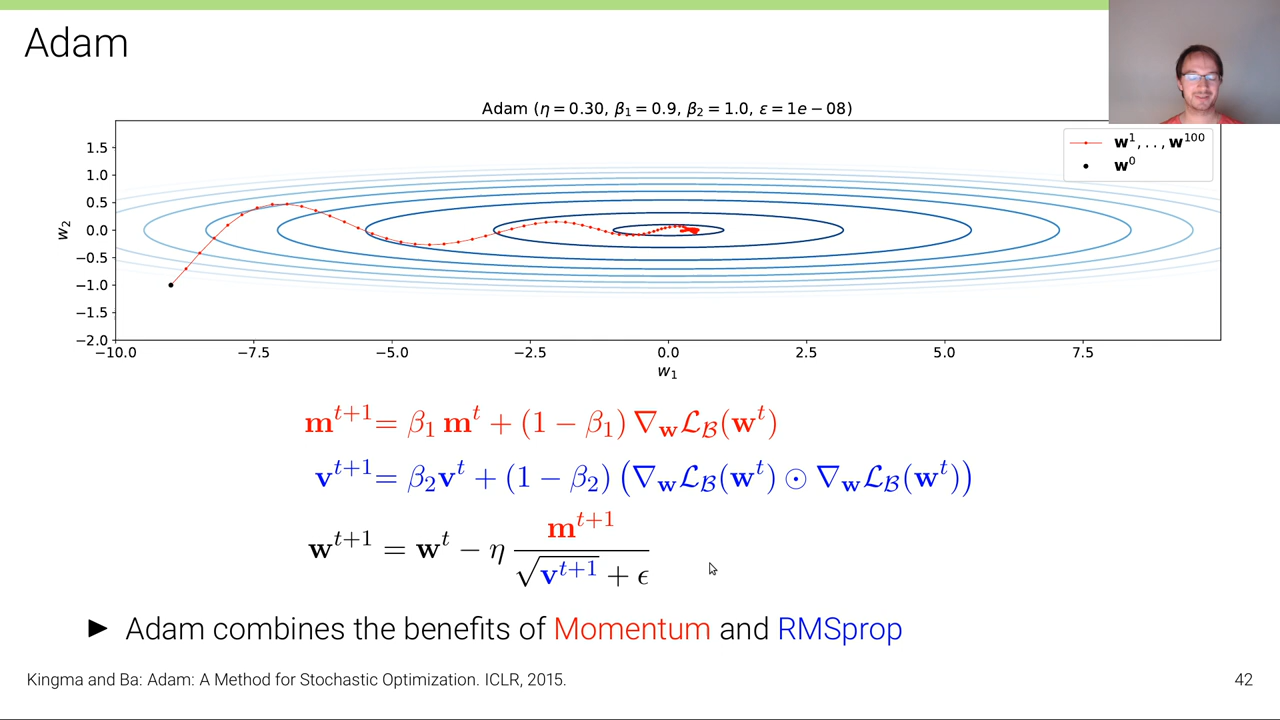 Adam
Adam (η = 0.30, β₁ = 0.9, β₂ = 1.0, ε = 1e − 08)
w¹, . . , w¹⁰⁰
w⁰
1.5
1.0
0.5
0.0
−0.5
−1.0
−1.5
−2.0
w₂
−10.0 −7.5 −5.0 −2.5 0.0 2.5 5.0 7.5
w₁
m^{t+1} = β₁ m^t + (1 − β₁) ∇_w ℒ_ℬ(w^t)
v^{t+1} = β₂v^t + (1 − β₂) (∇_w ℒ_ℬ(w^t) ⊙ ∇_w ℒ_ℬ(w^t))
w^{t+1} = w^t − η m^{t+1} / (√v^{t+1} + ϵ)
► Adam combines the benefits of Momentum and RMSprop
Kingma and Ba: Adam: A Method for Stochastic Optimization. ICLR, 2015.
42